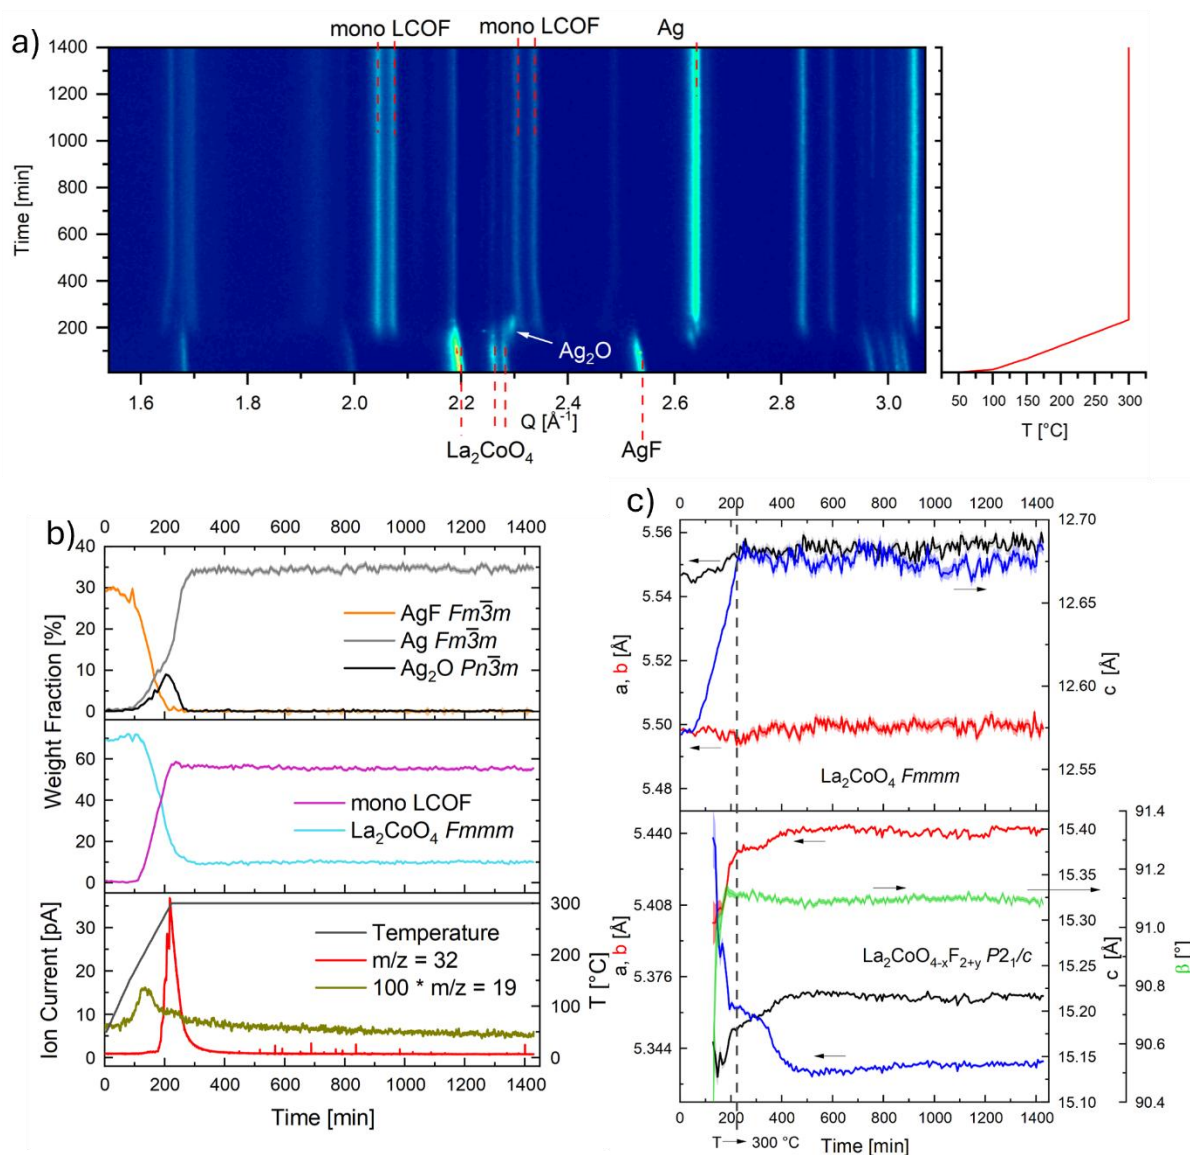 a)
mono LCOF mono LCOF Ag
1400
1200
1000
800
600
400
200
Time [min]
Ag₂O
1.6 2.0 2.2 2.4 2.6 2.8 3.0
Q [Å⁻¹]
La₂CoO₄ AgF
50 100 150 200 250 300
T [°C]
b)
0 200 400 600 800 1000 1200 1400
40
30
20
10
0
AgF Fm3̅m
Ag Fm3̅m
Ag₂O Pn3̅m
Weight Fraction [%]
60
40
20
0
mono LCOF
La₂CoO₄ Fmmm
Ion Current [pA]
30
20
10
0
Temperature
m/z = 32
100 * m/z = 19
300
200
100
0
T [°C]
0 200 400 600 800 1000 1200 1400
Time [min]
c)
0 200 400 600 800 1000 1200 1400
5.56
5.54
5.52
5.50
5.48
a, b [Å]
12.70
12.65
12.60
12.55
c [Å]
La₂CoO₄ Fmmm
5.440
5.408
5.376
5.344
5.312
a, b [Å]
15.40
15.35
15.30
15.25
15.20
15.15
15.10
c [Å]
91.4
91.2
91.0
90.8
90.6
90.4
β [°]
La₂CoO₄₋ₓF₂₊ᵧ P2₁/c
0 200 400 600 800 1000 1200 1400
T → 300 °C Time [min]